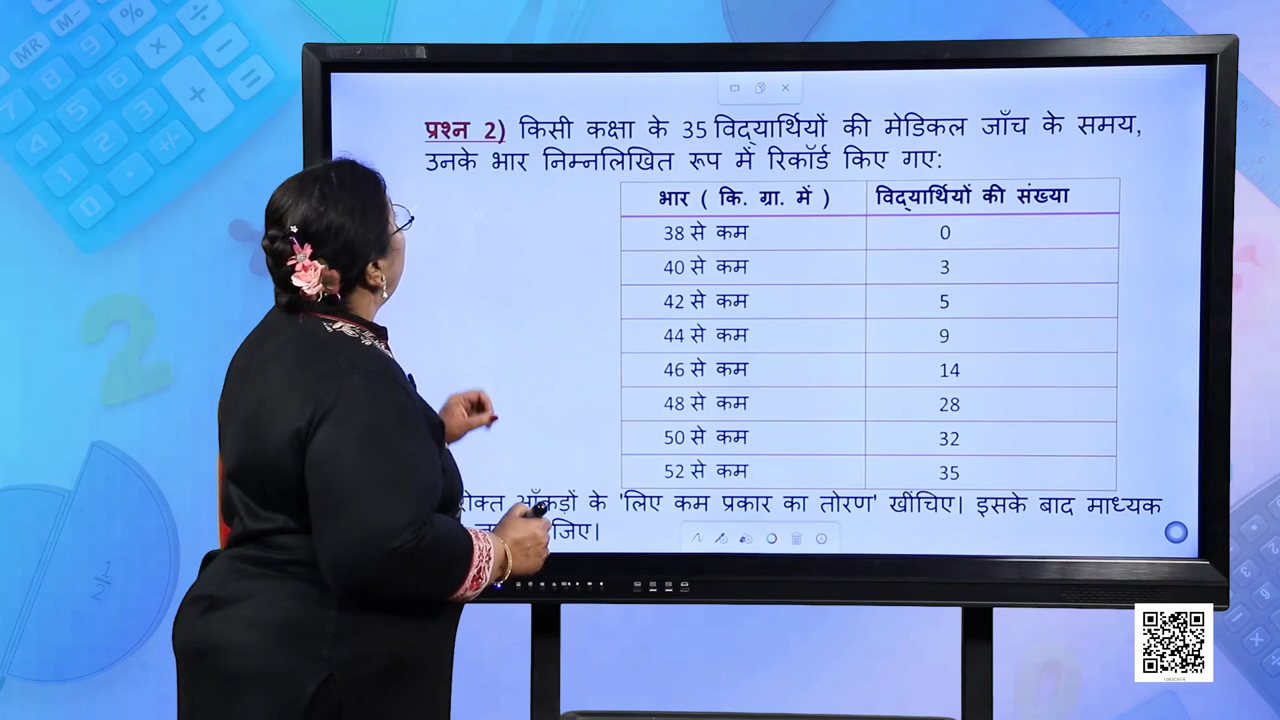 प्रश्न 2) किसी कक्षा के 35 विद्यार्थियों की मेडिकल जाँच के समय,
उनके भार निम्नलिखित रूप में रिकॉर्ड किए गए:
भार ( कि. ग्रा. में ) विद्यार्थियों की संख्या
38 से कम 0
40 से कम 3
42 से कम 5
44 से कम 9
46 से कम 14
48 से कम 28
50 से कम 32
52 से कम 35
आँकड़ों के 'लिए कम प्रकार का तोरण' खींचिए। इसके बाद माध्यक